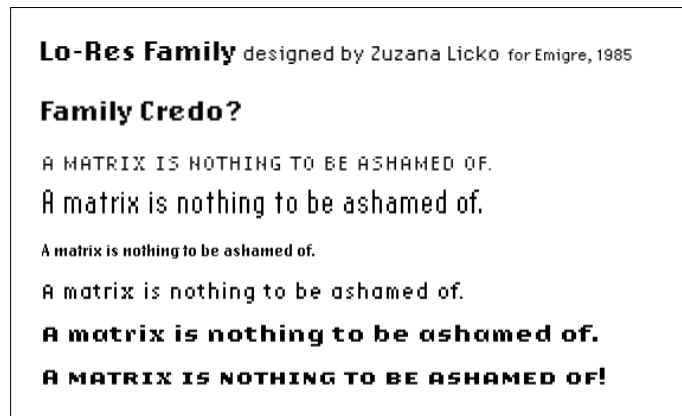 Lo-Res Family designed by Zuzana Licko for Emigre, 1985
Family Credo?
A MATRIX IS NOTHING TO BE ASHAMED OF.
A matrix is nothing to be ashamed of.
A matrix is nothing to be ashamed of.
A matrix is nothing to be ashamed of.
A matrix is nothing to be ashamed of.
A MATRIX IS NOTHING TO BE ASHAMED OF!